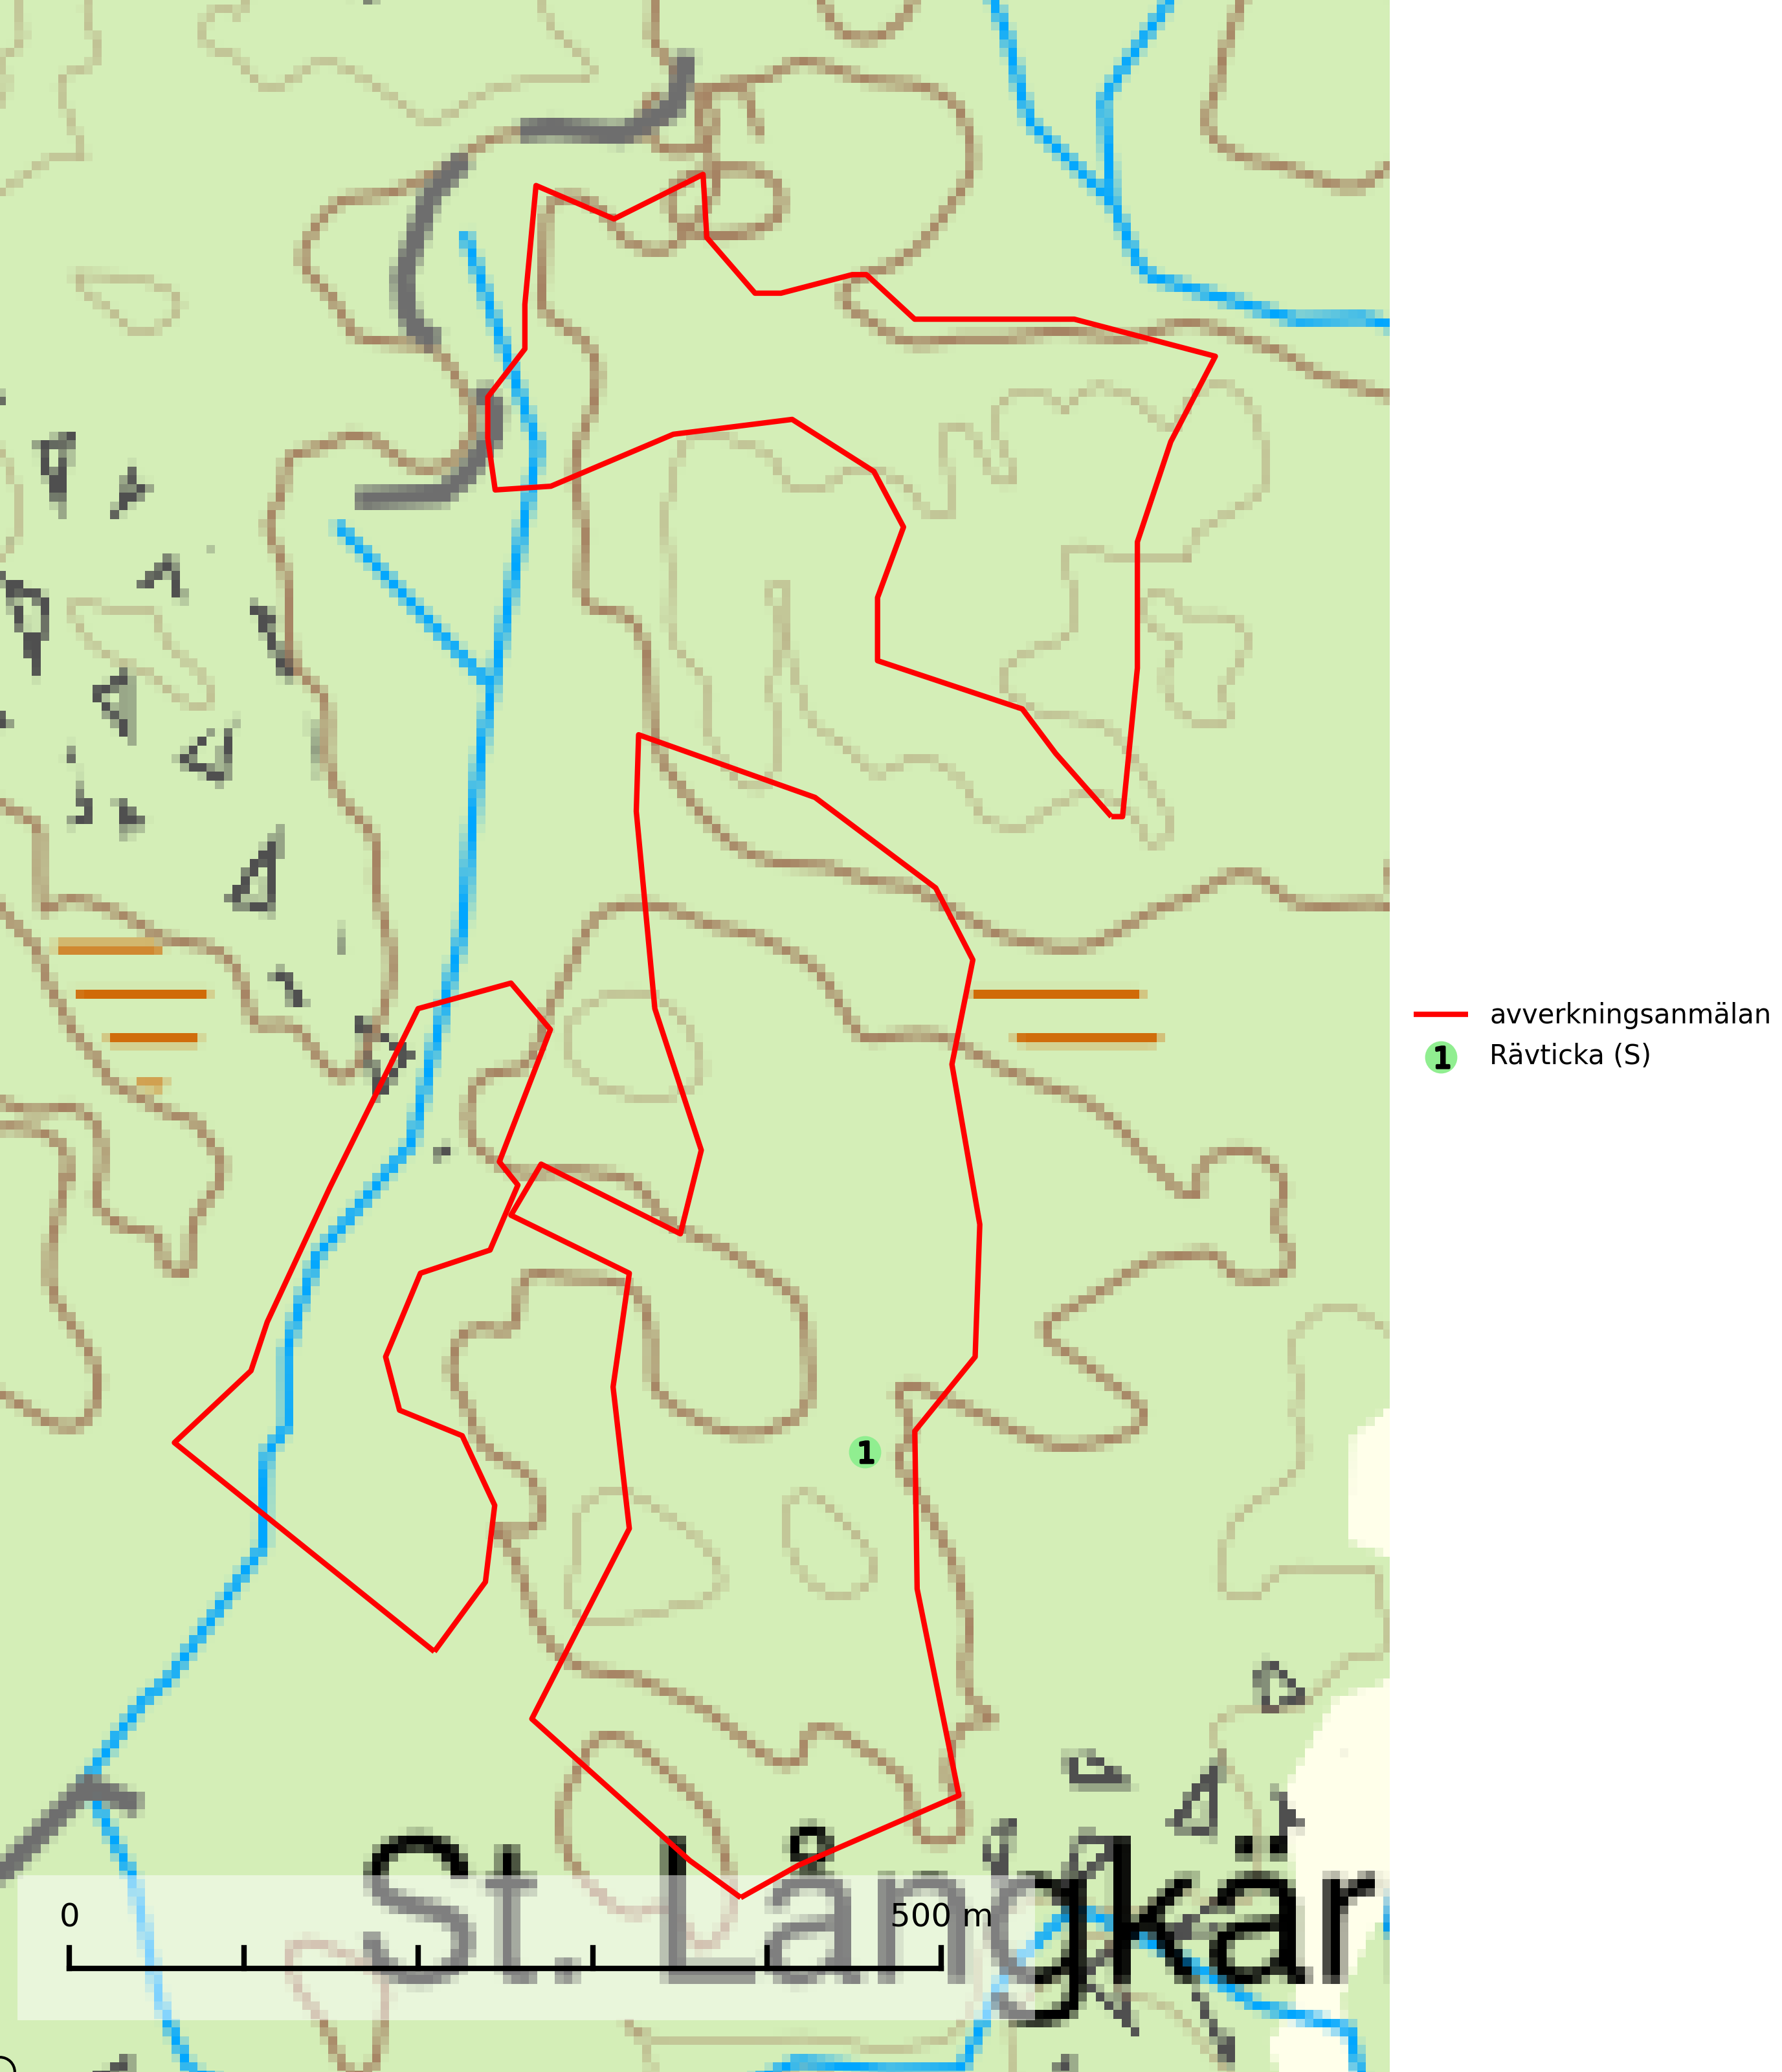 avverkningsanmälan
1 Rävticka (S)
1
St. Långkär
0 500 m